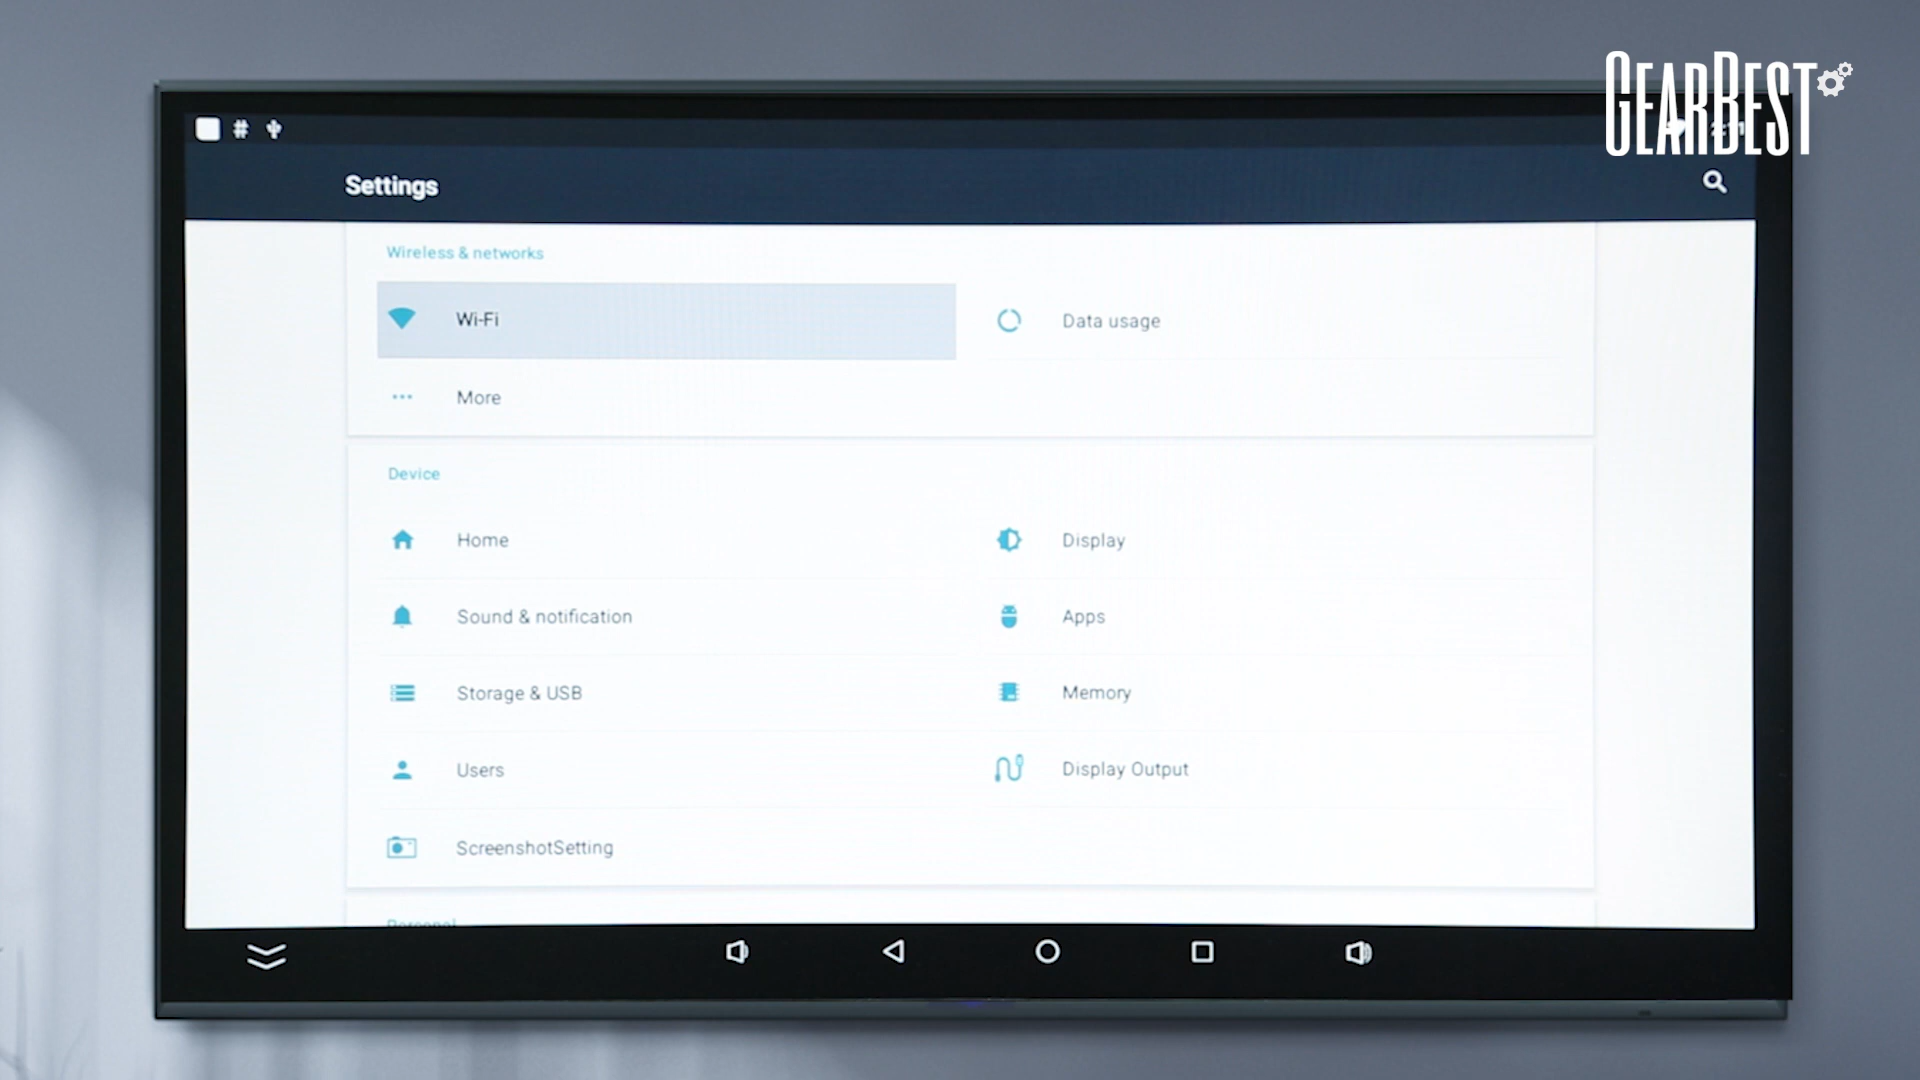 GEARBEST
#
Settings
Wireless & networks
Wi-Fi
Data usage
More
Device
Home
Display
Sound & notification
Apps
Storage & USB
Memory
Users
Display Output
ScreenshotSetting
Personal